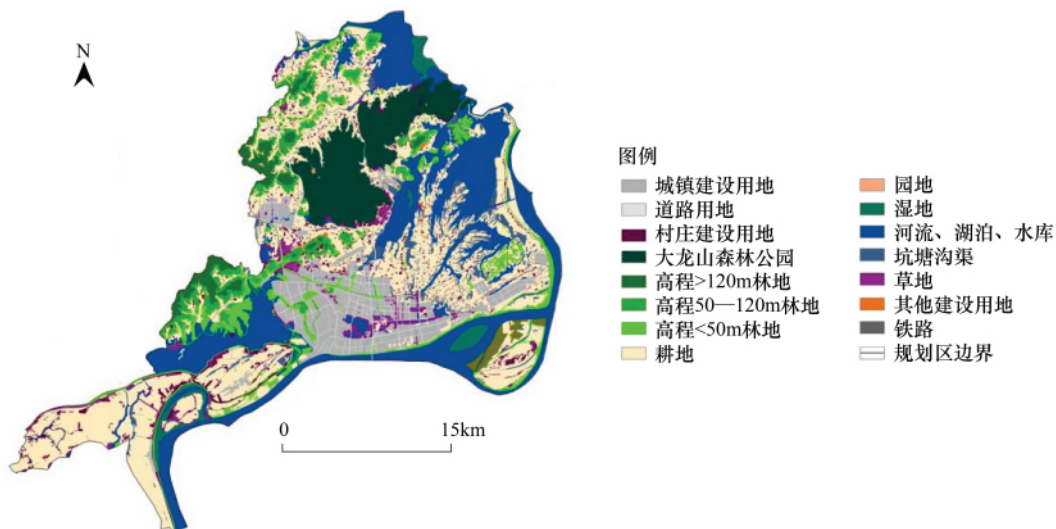 N
图例
城镇建设用地
道路用地
村庄建设用地
大龙山森林公园
高程>120m林地
高程50—120m林地
高程<50m林地
耕地
园地
湿地
河流、湖泊、水库
坑塘沟渠
草地
其他建设用地
铁路
规划区边界
0 15km